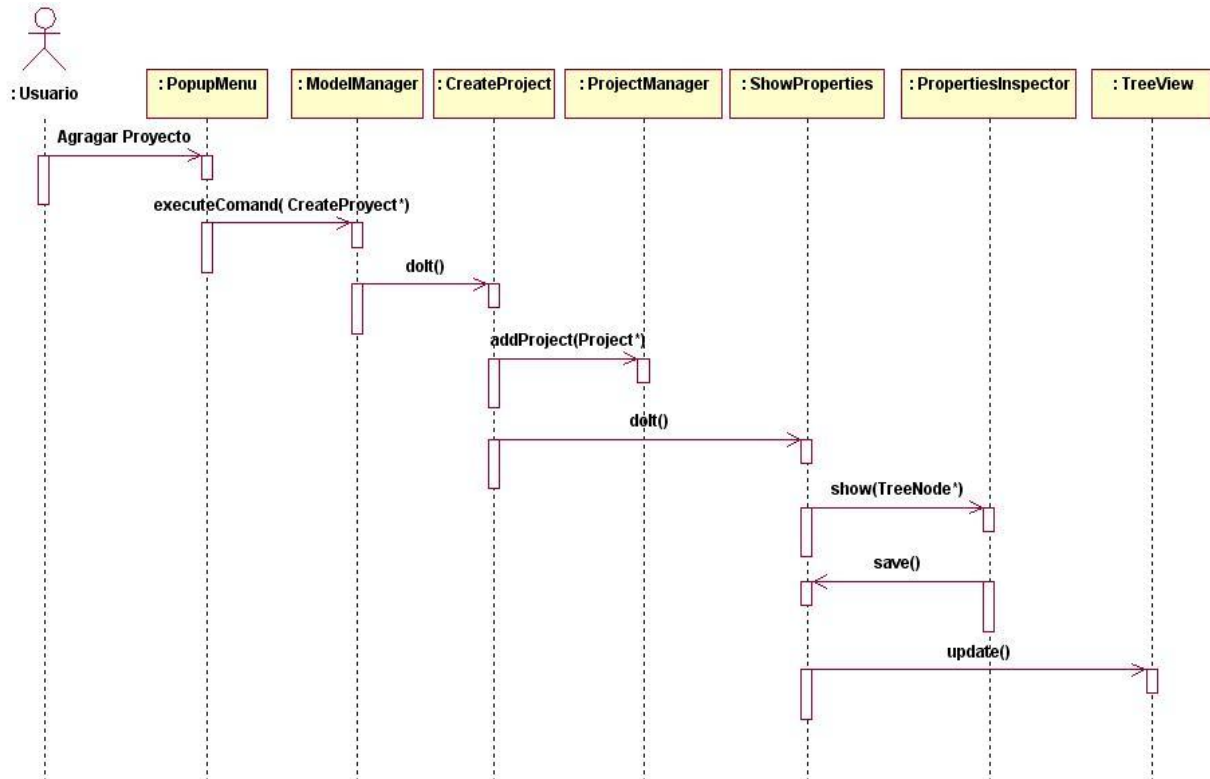 : Usuario
: PopupMenu
: ModelManager
: CreateProject
: ProjectManager
: ShowProperties
: PropertiesInspector
: TreeView
Agragar Proyecto
executeComand( CreateProyect*)
doIt()
addProject(Project*)
doIt()
show(TreeNode*)
save()
update()